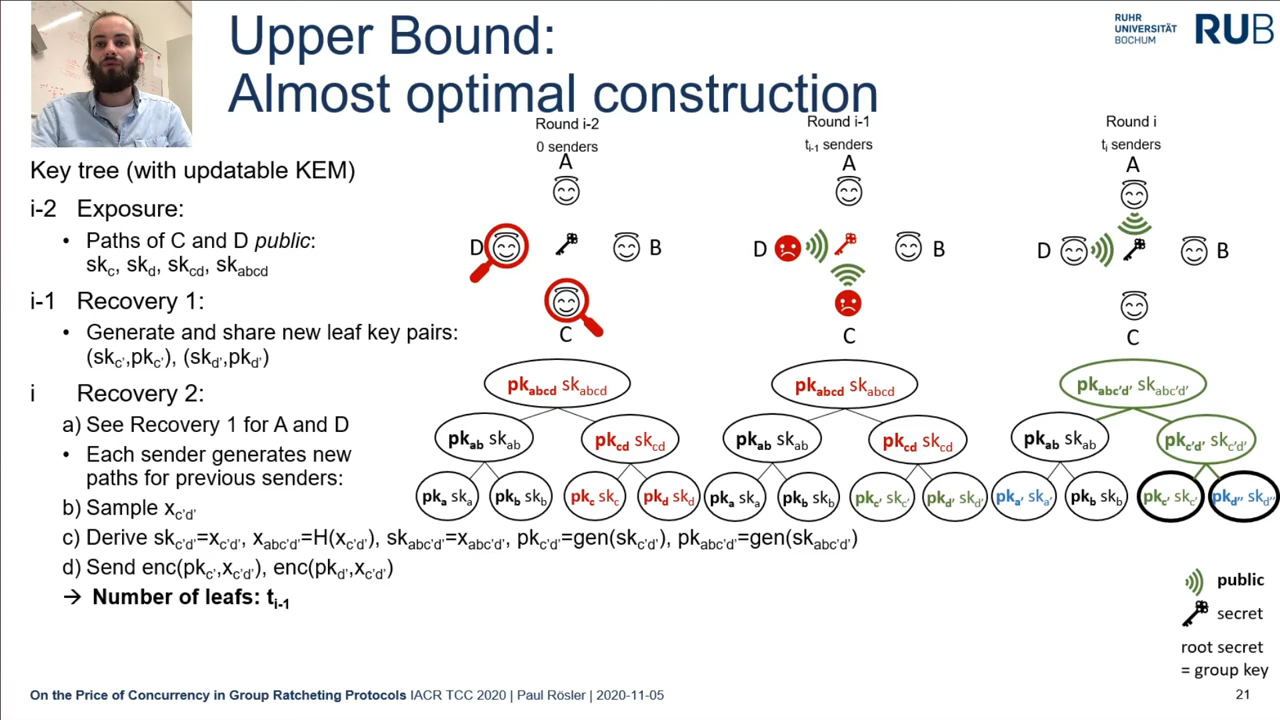 Upper Bound:
Almost optimal construction
RUHR
UNIVERSITÄT
BOCHUM
RUB
Key tree (with updatable KEM)
i-2 Exposure:
• Paths of C and D public:
skc, skd, skcd, skabcd
i-1 Recovery 1:
• Generate and share new leaf key pairs:
(skc',pkc'), (skd',pkd')
i Recovery 2:
a) See Recovery 1 for A and D
• Each sender generates new
paths for previous senders:
b) Sample xc'd'
c) Derive skc'd'=xc'd', xabc'd'=H(xc'd'), skabc'd'=xabc'd', pkc'd'=gen(skc'd'), pkabc'd'=gen(skabc'd')
d) Send enc(pkc',xc'd'), enc(pkd',xc'd')
→ Number of leafs: ti-1
Round i-2
0 senders
A
D
B
C
pkabcd skabcd
pkab skab
pkcd skcd
pka ska
pkb skb
pkc skc
pkd skd
Round i-1
ti-1 senders
A
D
B
C
pkabcd skabcd
pkab skab
pkcd skcd
pka ska
pkb skb
pkc' skc'
pkd' skd'
Round i
ti senders
A
D
B
C
pkabc'd' skabc'd'
pkab skab
pkc'd' skc'd'
pka' ska'
pkb skb
pkc' skc'
pkd'' skd''
public
secret
root secret
= group key
On the Price of Concurrency in Group Ratcheting Protocols IACR TCC 2020 | Paul Rösler | 2020-11-05
21